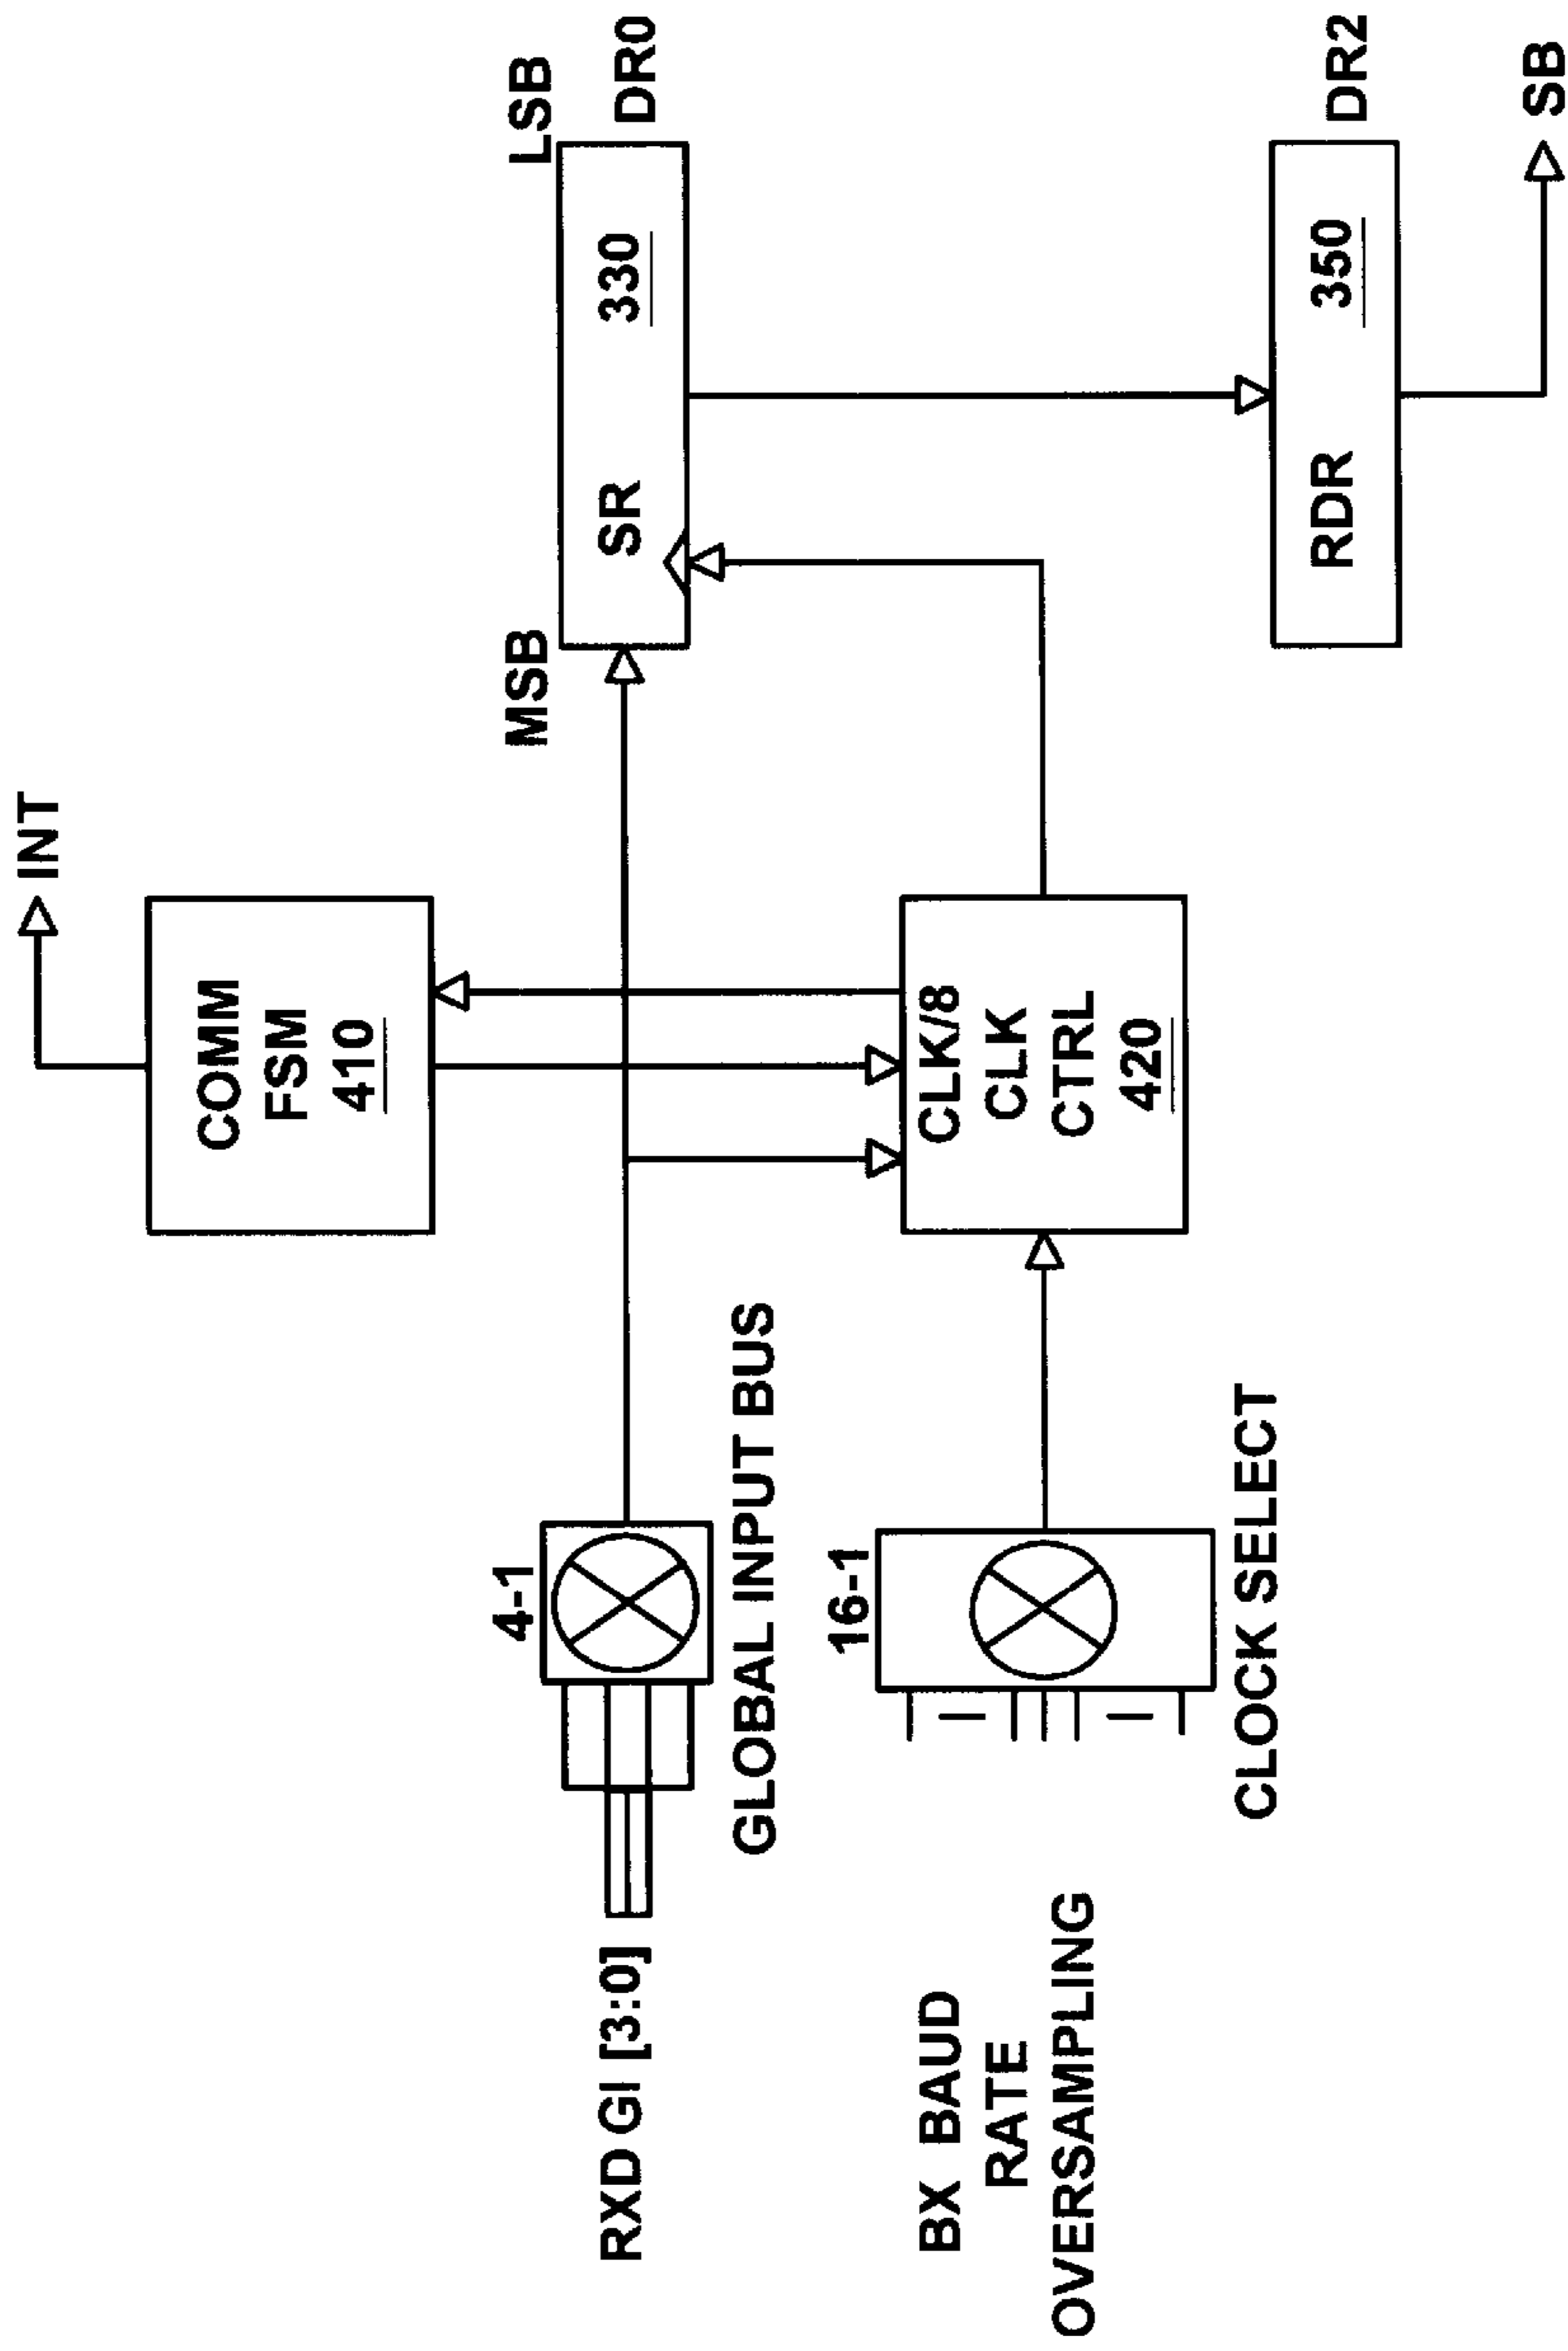 INT
COMM
FSM
410
MSB
LSB
SR 330
DR0
4-1
RXD GI [3:0]
GLOBAL INPUT BUS
CLK/8
CLK
CTRL
420
16-1
BX BAUD
RATE
OVERSAMPLING
CLOCK SELECT
RDR 350
DR2
SB